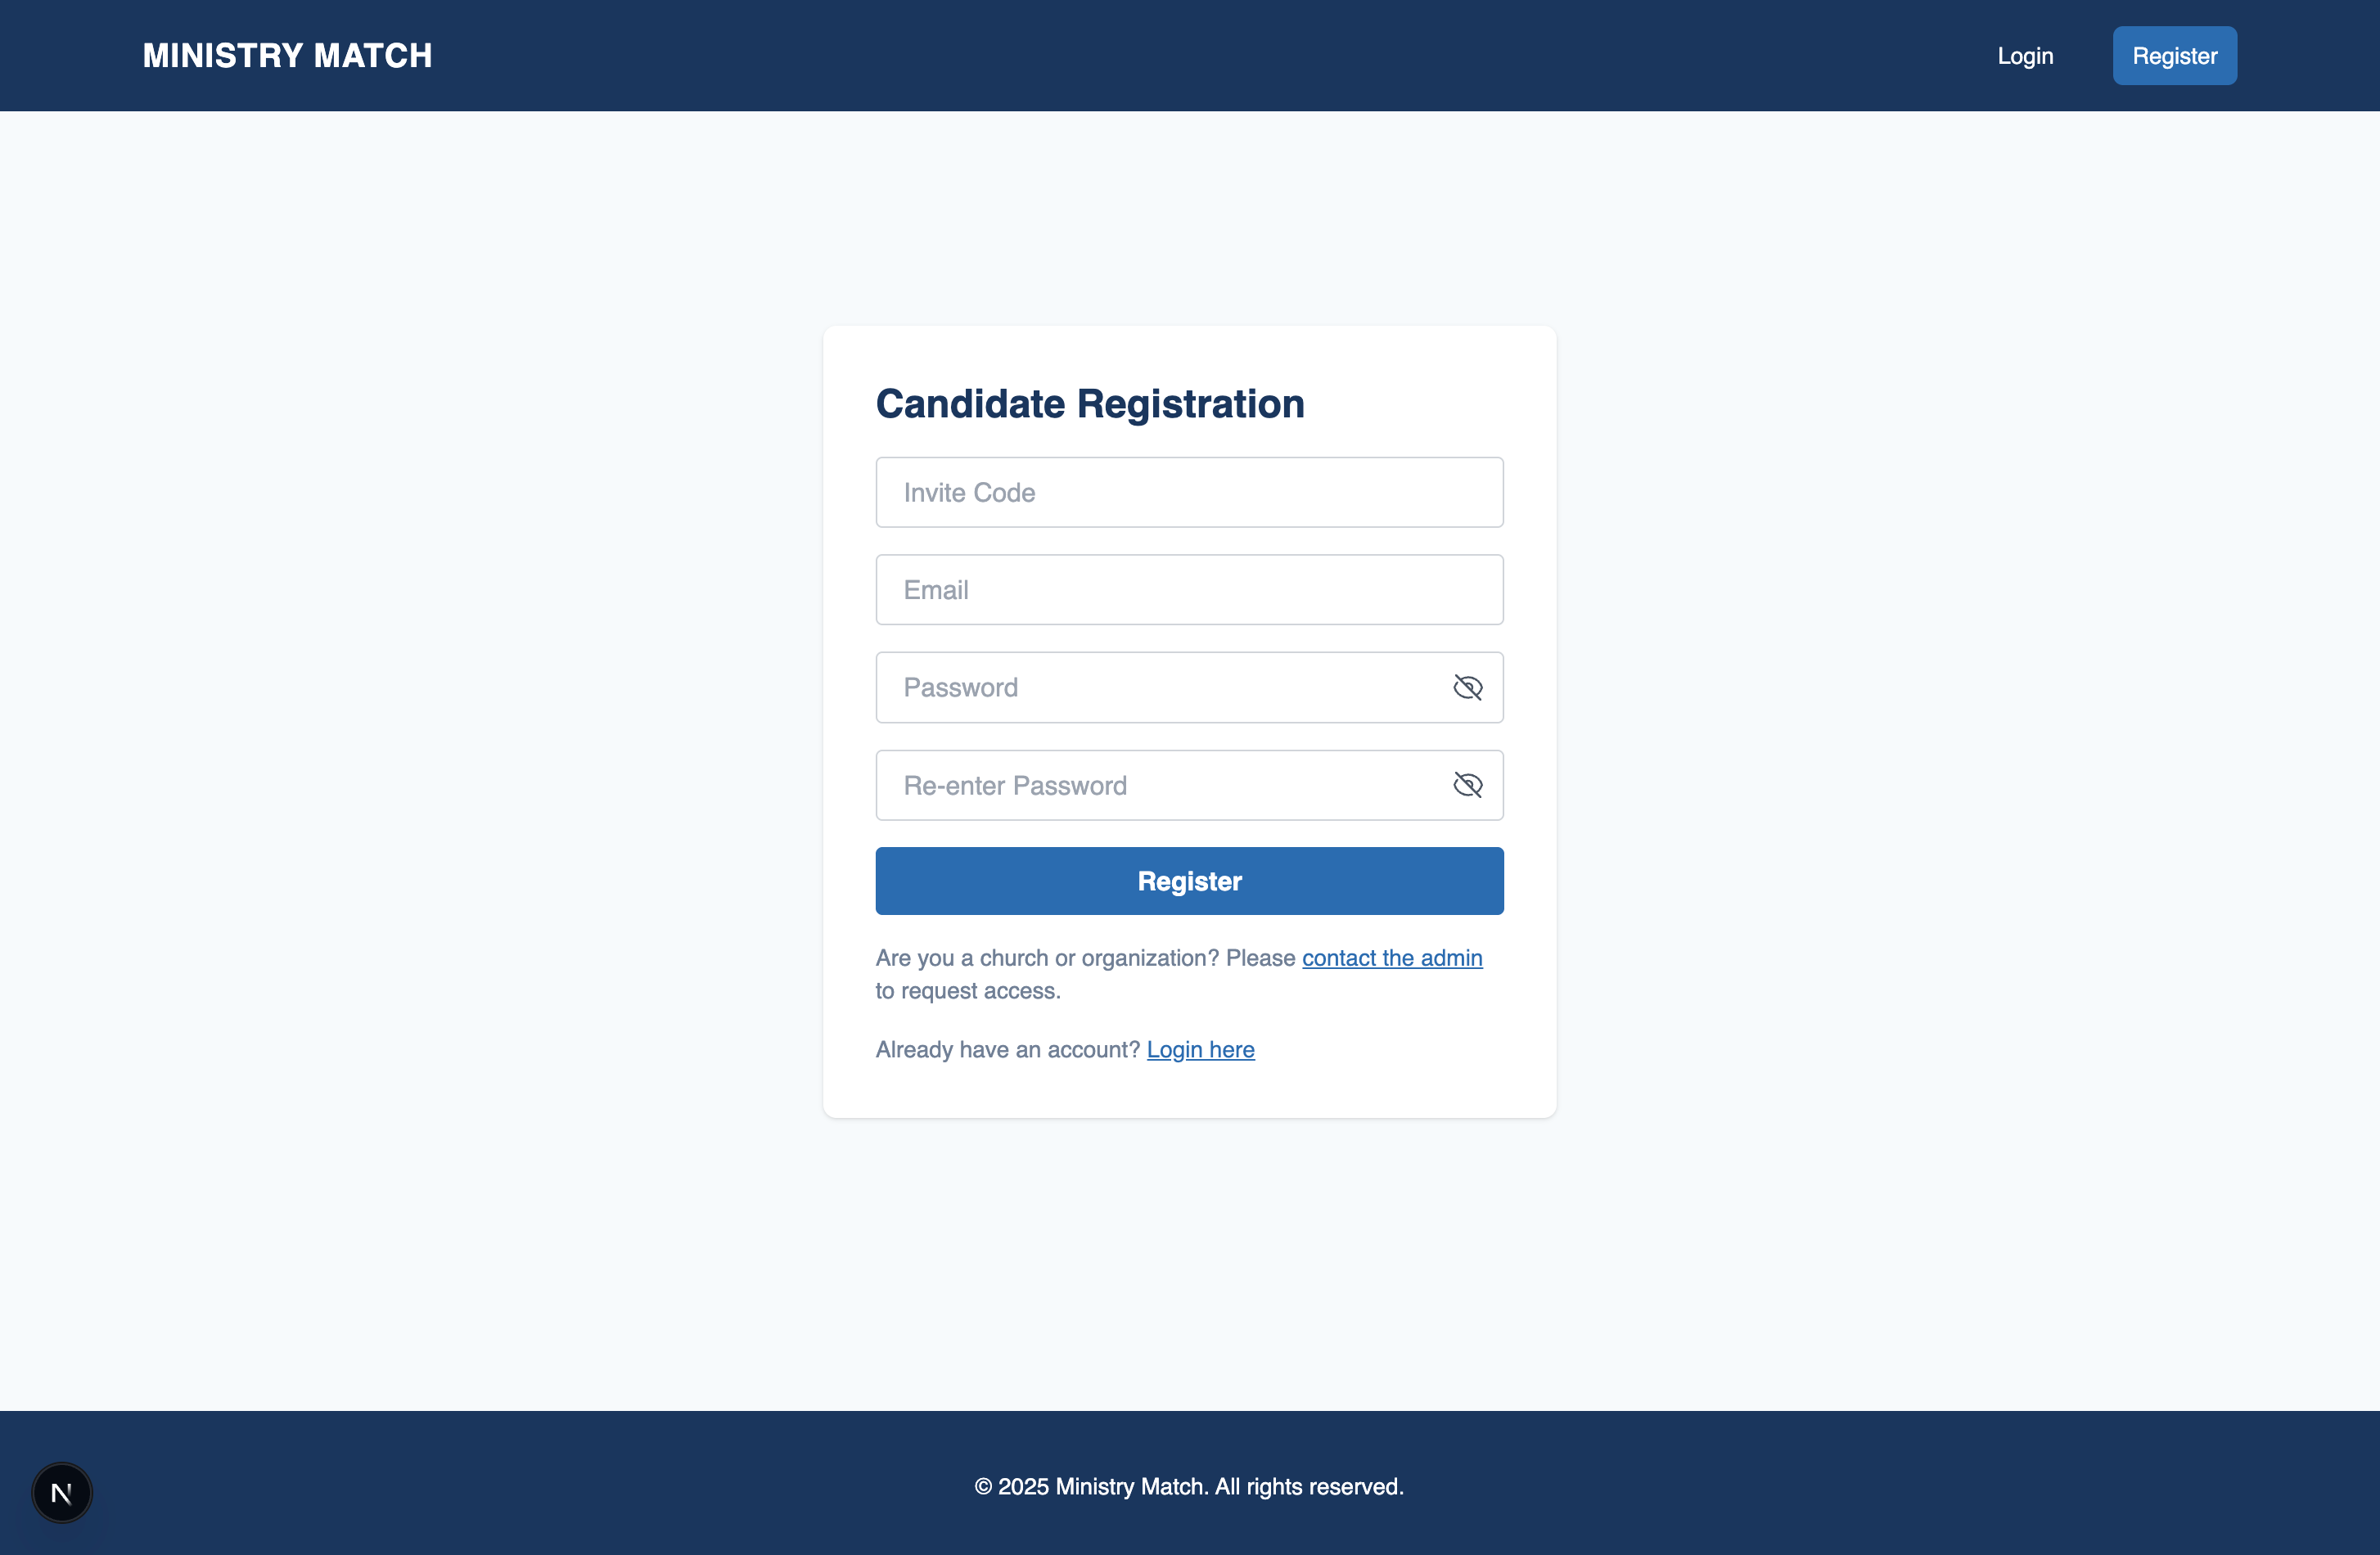 MINISTRY MATCH
Login
Register
Candidate Registration
Invite Code
Email
Password
Re-enter Password
Register
Are you a church or organization? Please contact the admin
to request access.
Already have an account? Login here
N
© 2025 Ministry Match. All rights reserved.